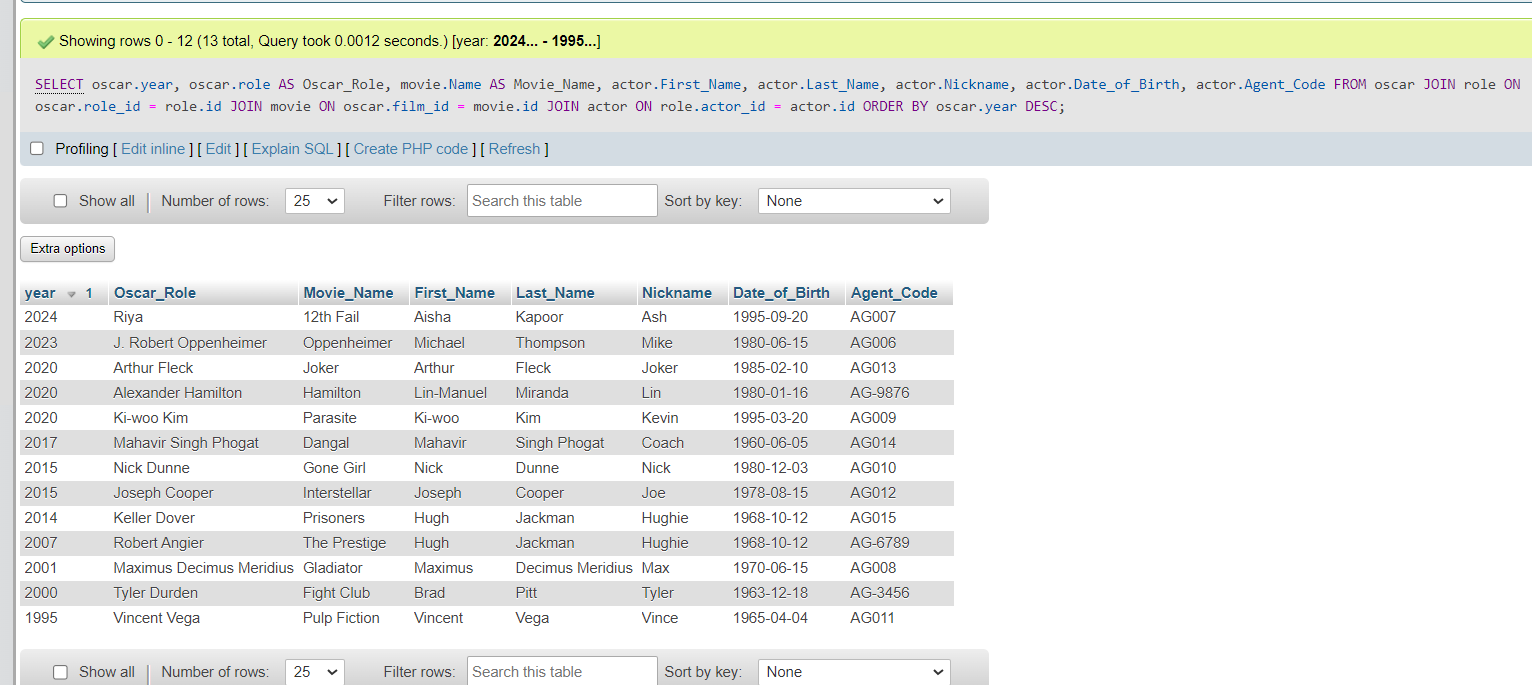 Showing rows 0 - 12 (13 total, Query took 0.0012 seconds.) [year: 2024... - 1995...]
SELECT oscar.year, oscar.role AS Oscar_Role, movie.Name AS Movie_Name, actor.First_Name, actor.Last_Name, actor.Nickname, actor.Date_of_Birth, actor.Agent_Code FROM oscar JOIN role ON
oscar.role_id = role.id JOIN movie ON oscar.film_id = movie.id JOIN actor ON role.actor_id = actor.id ORDER BY oscar.year DESC;
Profiling [ Edit inline ] [ Edit ] [ Explain SQL ] [ Create PHP code ] [ Refresh ]
Show all | Number of rows: 25 Filter rows: Search this table Sort by key: None
Extra options
year 1 Oscar_Role Movie_Name First_Name Last_Name Nickname Date_of_Birth Agent_Code
2024 Riya 12th Fail Aisha Kapoor Ash 1995-09-20 AG007
2023 J. Robert Oppenheimer Oppenheimer Michael Thompson Mike 1980-06-15 AG006
2020 Arthur Fleck Joker Arthur Fleck Joker 1985-02-10 AG013
2020 Alexander Hamilton Hamilton Lin-Manuel Miranda Lin 1980-01-16 AG-9876
2020 Ki-woo Kim Parasite Ki-woo Kim Kevin 1995-03-20 AG009
2017 Mahavir Singh Phogat Dangal Mahavir Singh Phogat Coach 1960-06-05 AG014
2015 Nick Dunne Gone Girl Nick Dunne Nick 1980-12-03 AG010
2015 Joseph Cooper Interstellar Joseph Cooper Joe 1978-08-15 AG012
2014 Keller Dover Prisoners Hugh Jackman Hughie 1968-10-12 AG015
2007 Robert Angier The Prestige Hugh Jackman Hughie 1968-10-12 AG-6789
2001 Maximus Decimus Meridius Gladiator Maximus Decimus Meridius Max 1970-06-15 AG008
2000 Tyler Durden Fight Club Brad Pitt Tyler 1963-12-18 AG-3456
1995 Vincent Vega Pulp Fiction Vincent Vega Vince 1965-04-04 AG011
Show all | Number of rows: 25 Filter rows: Search this table Sort by key: None